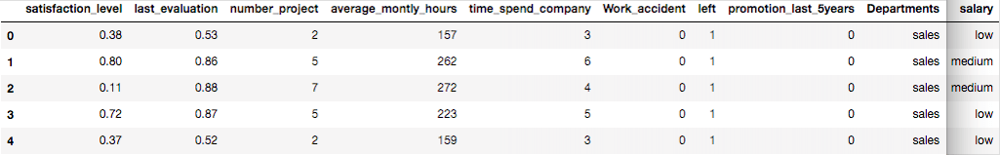 satisfaction_level last_evaluation number_project average_montly_hours time_spend_company Work_accident left promotion_last_5years Departments salary
0 0.38 0.53 2 157 3 0 1 0 sales low
1 0.80 0.86 5 262 6 0 1 0 sales medium
2 0.11 0.88 7 272 4 0 1 0 sales medium
3 0.72 0.87 5 223 5 0 1 0 sales low
4 0.37 0.52 2 159 3 0 1 0 sales low